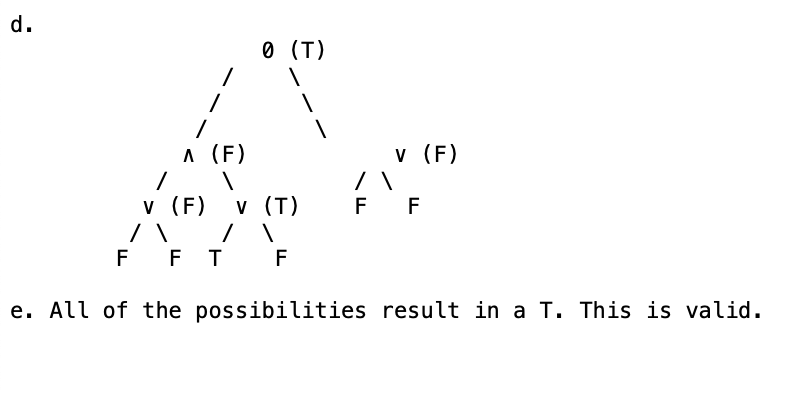 d.
0 (T)
/ \
/ \
/ \
∧ (F) ∨ (F)
/ \ / \
∨ (F) ∨ (T) F F
/ \ / \
F F T F
e. All of the possibilities result in a T. This is valid.